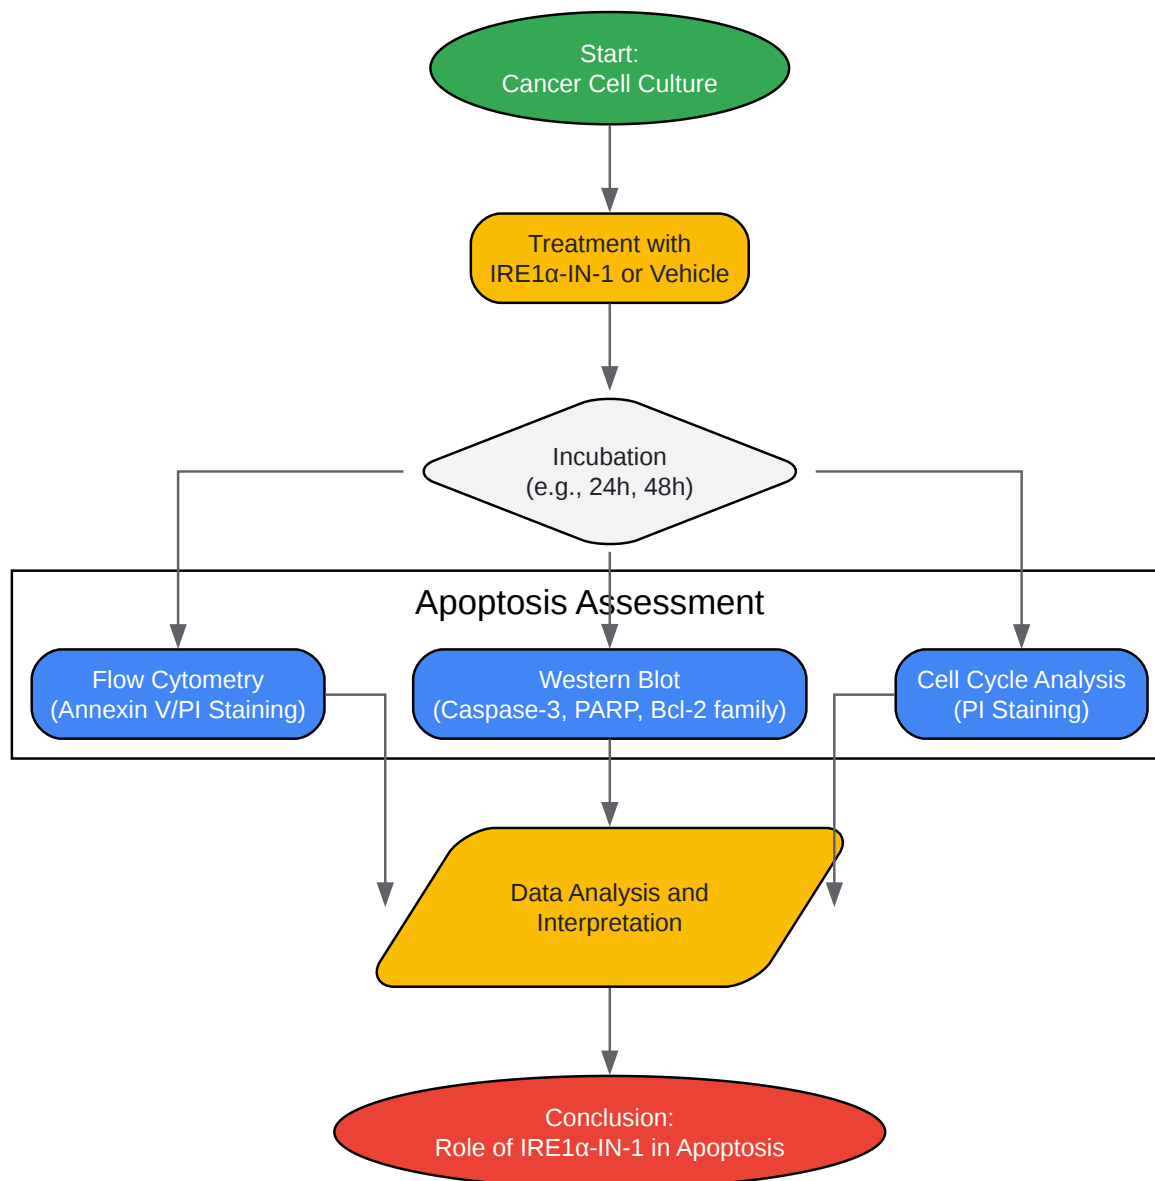 Start:
Cancer Cell Culture
Treatment with
IRE1α-IN-1 or Vehicle
Incubation
(e.g., 24h, 48h)
Apoptosis Assessment
Flow Cytometry
(Annexin V/PI Staining)
Western Blot
(Caspase-3, PARP, Bcl-2 family)
Cell Cycle Analysis
(PI Staining)
Data Analysis and
Interpretation
Conclusion:
Role of IRE1α-IN-1 in Apoptosis